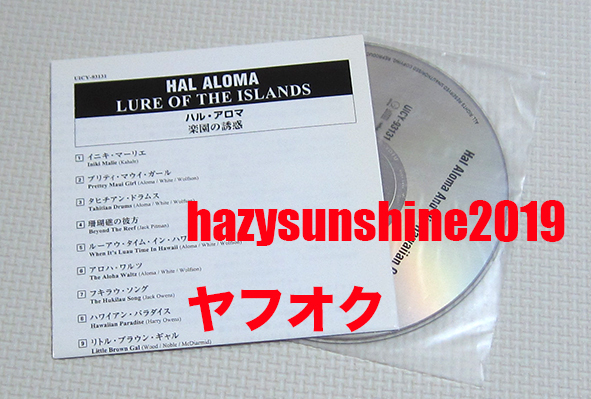 UICY-93131
HAL ALOMA
LURE OF THE ISLANDS
ハル・アロマ
楽園の誘惑
1 イニキ・マーリエ
Iniki Malie (Kahale)
2 プリティ・マウイ・ガール
Prettey Maui Girl (Aloma / White / Wolfson)
3 タヒチアン・ドラムス
Tahitian Drums (Aloma / White / Wolfson)
4 珊瑚礁の彼方
Beyond The Reef (Jack Pitman)
5 ルーアウ・タイム・イン・ハワ
When It's Luau Time In Hawaii (Aloma / White / Wolfson)
6 アロハ・ワルツ
The Aloha Waltz (Aloma / White / Wolfson)
7 フキラウ・ソング
The Hukilau Song (Jack Owens)
8 ハワイアン・パラダイス
Hawaiian Paradise (Harry Owens)
9 リトル・ブラウン・ギャル
Little Brown Gal (Wood / Noble / McDiarmid)
UICY-93131
Hal Aloma And
hazysunshine2019
ヤフオク